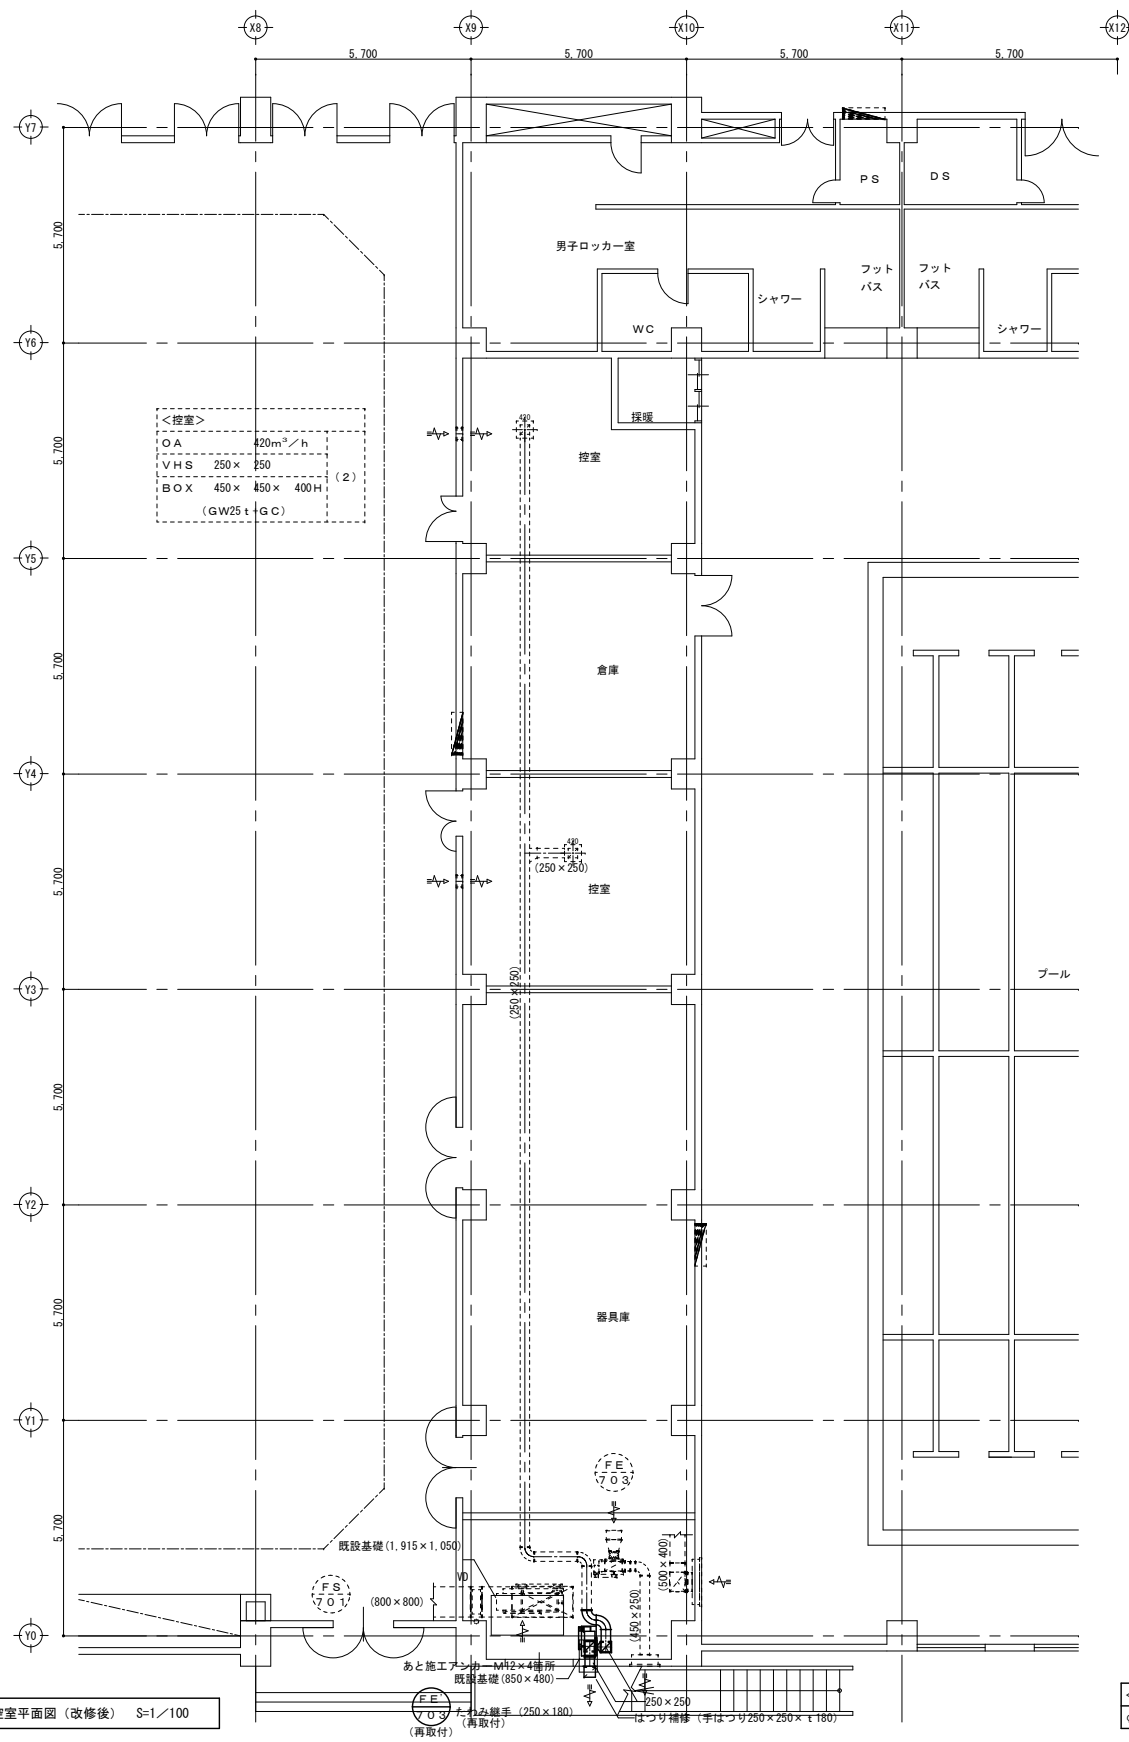 X8
X9
X10
X11
X12
5,700
5,700
5,700
5,700
Y7
PS
DS
5,700
男子ロッカー室
フット
バス
フット
バス
シャワー
シャワー
WC
Y6
採暖
<控室>
OA 420m³/h
VHS 250× 250
BOX 450× 450× 400H
(GW25t+GC)
(2)
420
控室
5,700
Y5
倉庫
5,700
Y4
420
(250×250)
控室
5,700
プール
(250×250)
Y3
5,700
Y2
器具庫
5,700
Y1
FE
703
5,700
既設基礎(1,915×1,050)
VD
(500×400)
FS
701
(800×800)
(450×250)
Y0
あと施工アンカーM12×4箇所
既設基礎(850×480)
FE
703
(再取付)
たわみ継手(250×180)
(再取付)
250×250
はつり補修(手はつり250×250×t180)
室平面図(改修後) S=1/100